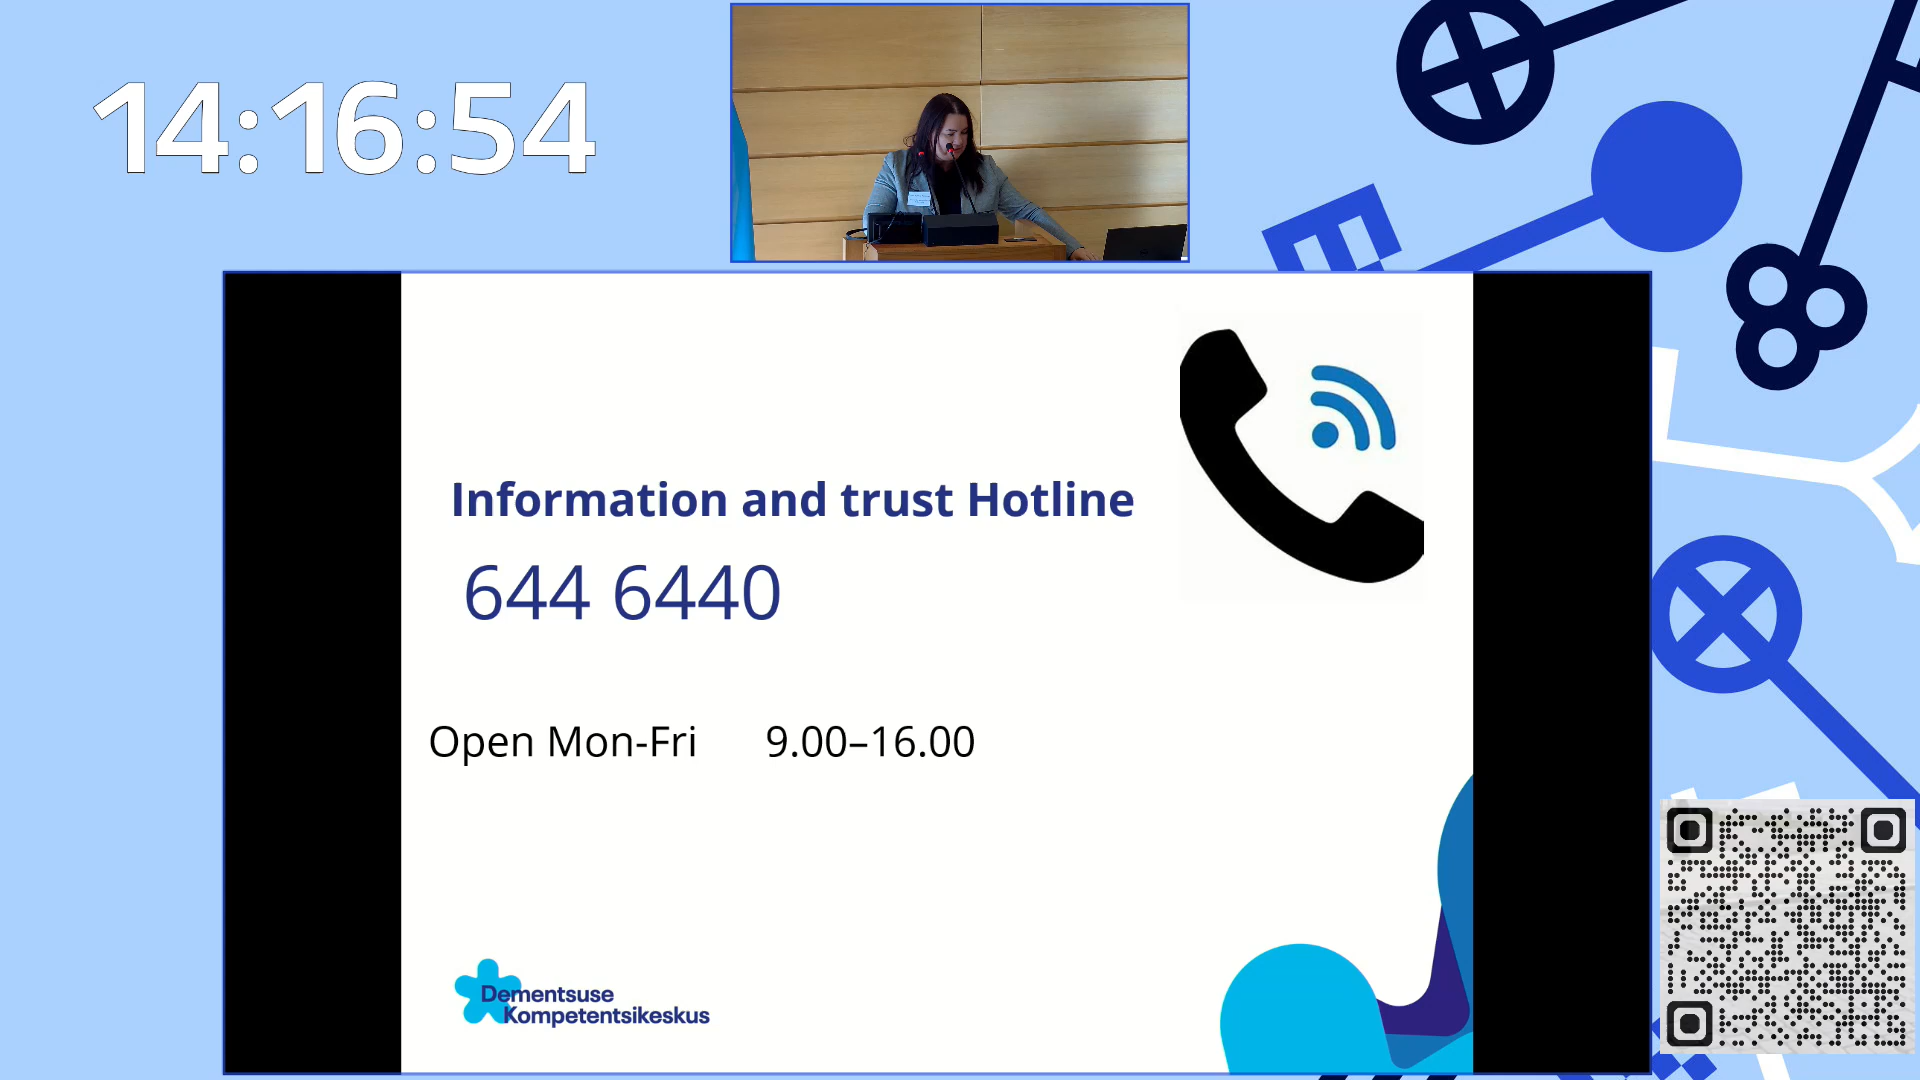 14:16:54
Information and trust Hotline
644 6440
Open Mon-Fri 9.00–16.00
Dementsuse
Kompetentsikeskus